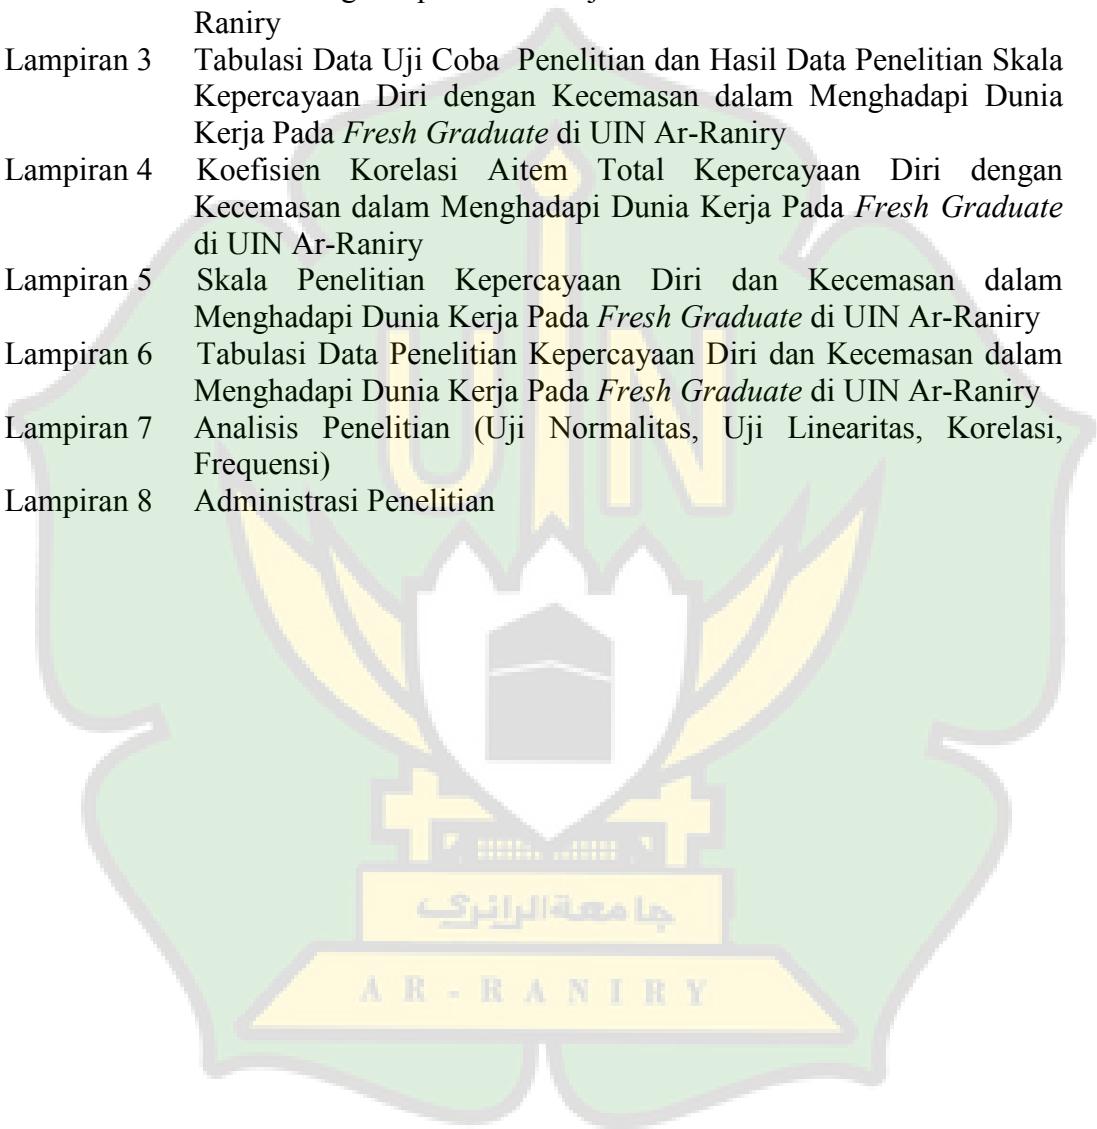 Raniry
Lampiran 3 Tabulasi Data Uji Coba Penelitian dan Hasil Data Penelitian Skala
Kepercayaan Diri dengan Kecemasan dalam Menghadapi Dunia
Kerja Pada Fresh Graduate di UIN Ar-Raniry
Lampiran 4 Koefisien Korelasi Aitem Total Kepercayaan Diri dengan
Kecemasan dalam Menghadapi Dunia Kerja Pada Fresh Graduate
di UIN Ar-Raniry
Lampiran 5 Skala Penelitian Kepercayaan Diri dan Kecemasan dalam
Menghadapi Dunia Kerja Pada Fresh Graduate di UIN Ar-Raniry
Lampiran 6 Tabulasi Data Penelitian Kepercayaan Diri dan Kecemasan dalam
Menghadapi Dunia Kerja Pada Fresh Graduate di UIN Ar-Raniry
Lampiran 7 Analisis Penelitian (Uji Normalitas, Uji Linearitas, Korelasi,
Frekuensi)
Lampiran 8 Administrasi Penelitian
UIN
جامعة الرانري
AR-RANIRY